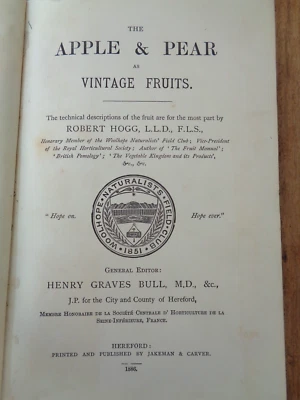 THE
APPLE & PEAR
AS
VINTAGE FRUITS.
The technical descriptions of the fruit are for the most part by
ROBERT HOGG, L.L.D., F.L.S.,
Honorary Member of the Woolhope Naturalists' Field Club; Vice-President
of the Royal Horticultural Society; Author of 'The Fruit Manual';
'British Pomology'; 'The Vegetable Kingdom and its Products',
&c., &c.
"Hope on.
Hope ever."
WOOLHOPE NATURALISTS FIELD CLUB
1851
GENERAL EDITOR:
HENRY GRAVES BULL, M.D., &c.,
J.P. for the City and County of Hereford,
MEMBRE HONORAIRE DE LA SOCIÉTÉ CENTRALE D'HORTICULTURE DE LA
SEINE-INFÉRIEURE, FRANCE.
HEREFORD:
PRINTED AND PUBLISHED BY JAKEMAN & CARVER.
1886.